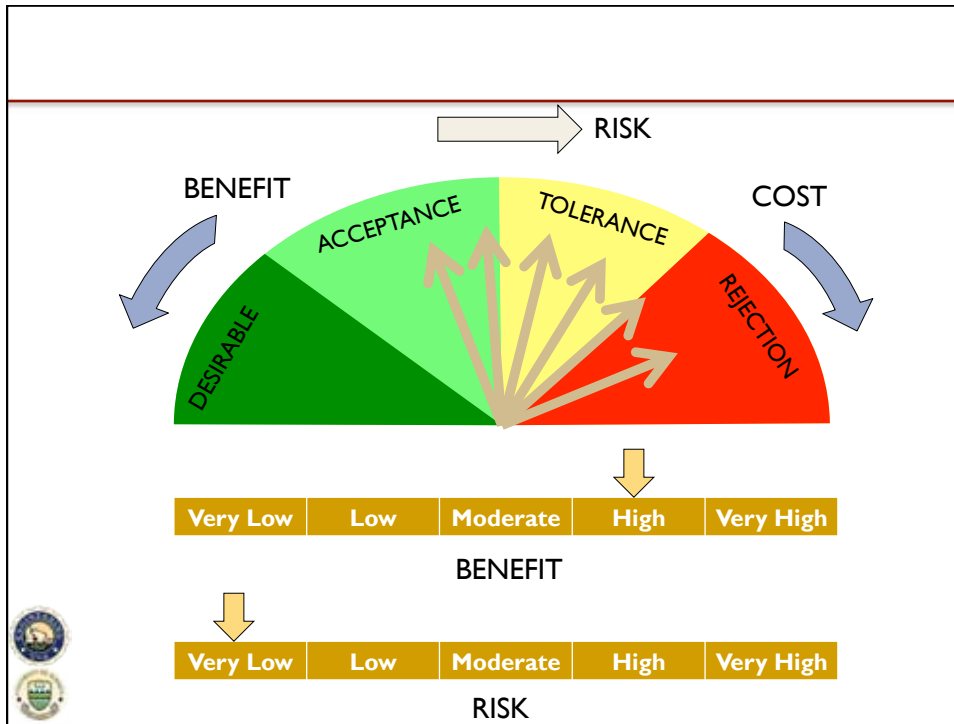 RISK
BENEFIT
COST
ACCEPTANCE
TOLERANCE
DESIRABLE
REJECTION
Very Low Low Moderate High Very High
BENEFIT
Very Low Low Moderate High Very High
RISK